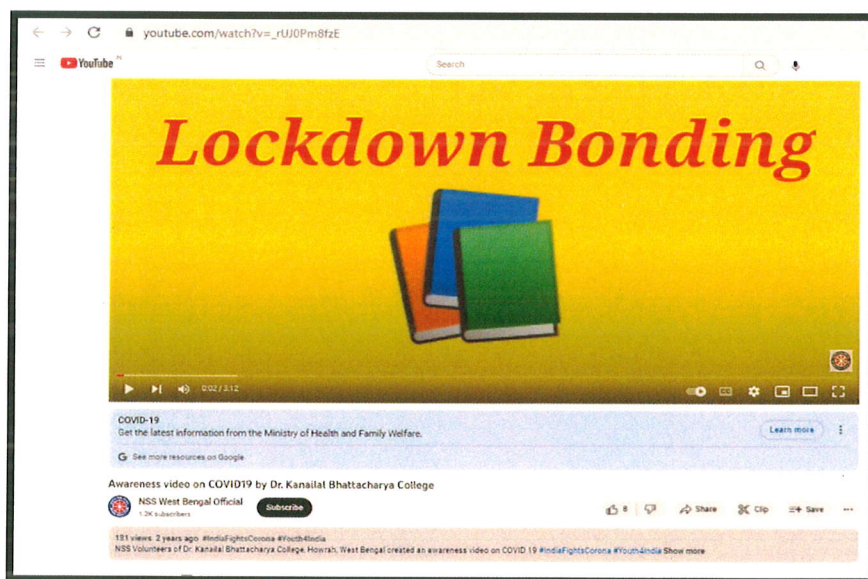 youtube.com/watch?v=_rUJ0Pm8fzE
YouTube IN
Search
Lockdown Bonding
0:02 / 3:12
COVID-19
Get the latest information from the Ministry of Health and Family Welfare.
Learn more
G See more resources on Google
Awareness video on COVID19 by Dr. Kanailal Bhattacharya College
NSS West Bengal Official
1.2K subscribers
Subscribe
8
Share
Clip
Save
131 views 2 years ago #IndiaFightsCorona #Youth4India
NSS Volunteers of Dr. Kanailal Bhattacharya College, Howrah, West Bengal created an awareness video on COVID 19 #IndiaFightsCorona #Youth4India Show more